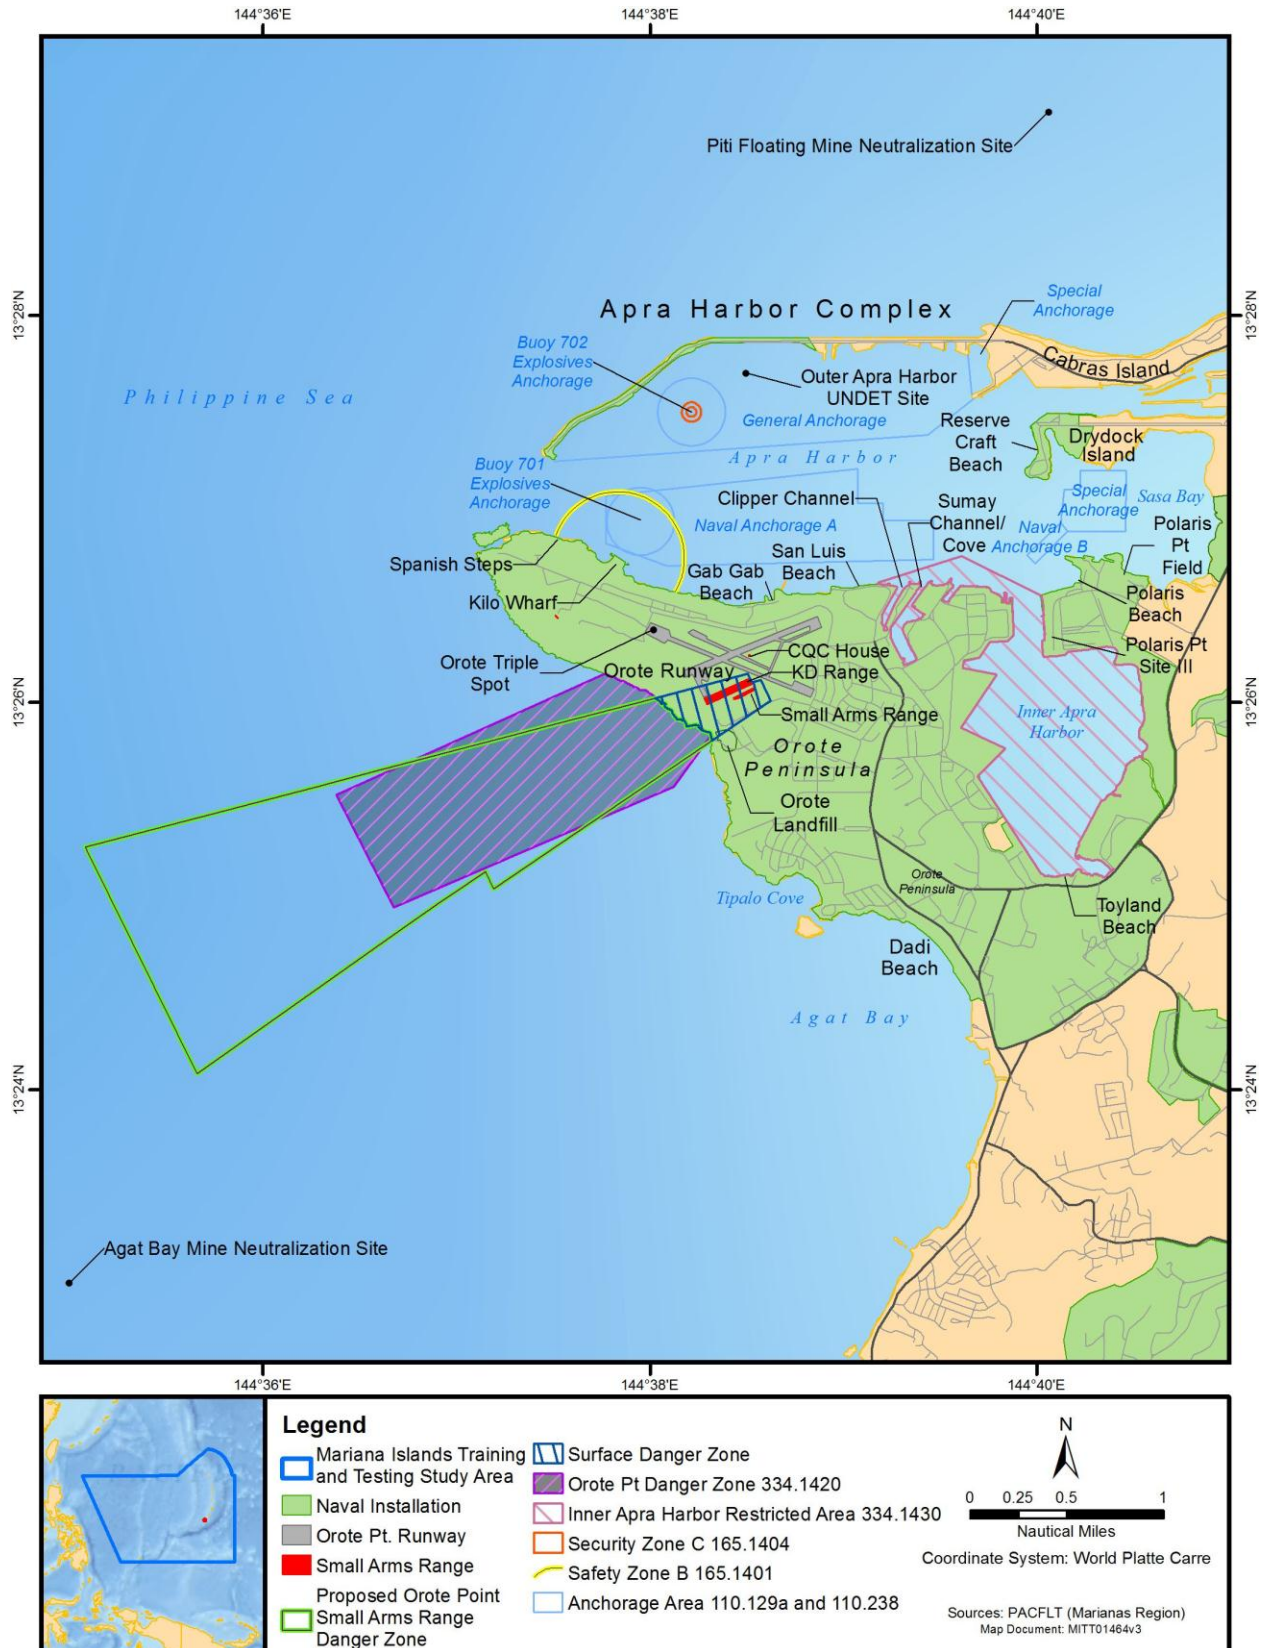 144°36'E
144°38'E
144°40'E
Piti Floating Mine Neutralization Site
13°28'N
13°28'N
Apra Harbor Complex
Special
Anchorage
Buoy 702
Explosives
Anchorage
Cabras Island
Philippine Sea
Outer Apra Harbor
UNDET Site
General Anchorage
Reserve
Craft
Beach
Drydock
Island
Apra Harbor
Buoy 701
Explosives
Anchorage
Clipper Channel
Sumay
Channel/
Cove
Special
Anchorage
Sasa Bay
Naval Anchorage A
Naval
Anchorage B
Polaris
Pt
Field
Spanish Steps
San Luis
Beach
Gab Gab
Beach
Kilo Wharf
Polaris
Beach
Polaris Pt
Site III
Orote Triple
Spot
Orote Runway
CQC House
KD Range
13°26'N
13°26'N
Small Arms Range
Inner Apra
Harbor
Orote
Peninsula
Orote
Landfill
Orote
Peninsula
Tipalo Cove
Toyland
Beach
Dadi
Beach
Agat Bay
13°24'N
13°24'N
Agat Bay Mine Neutralization Site
144°36'E
144°38'E
144°40'E
Legend
Mariana Islands Training
and Testing Study Area
Naval Installation
Orote Pt. Runway
Small Arms Range
Proposed Orote Point
Small Arms Range
Danger Zone
Surface Danger Zone
Orote Pt Danger Zone 334.1420
Inner Apra Harbor Restricted Area 334.1430
Security Zone C 165.1404
Safety Zone B 165.1401
Anchorage Area 110.129a and 110.238
N
0 0.25 0.5 1
Nautical Miles
Coordinate System: World Platte Carre
Sources: PACFLT (Marianas Region)
Map Document: MITT01464v3